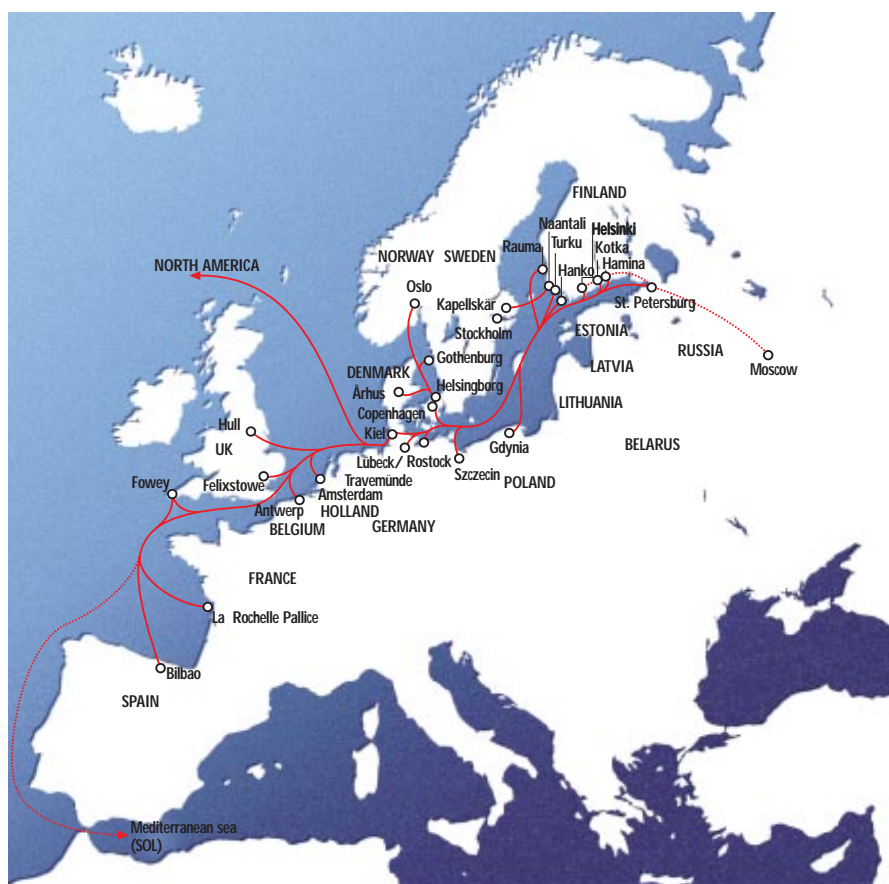 FINLAND
Naantali
Helsinki
Turku
Kotka
Rauma
Hamina
NORWAY
SWEDEN
Hanko
NORTH AMERICA
Oslo
St. Petersburg
Kapellskär
Stockholm
ESTONIA
RUSSIA
Gothenburg
LATVIA
Moscow
DENMARK
Århus
Helsingborg
LITHUANIA
Copenhagen
Hull
Kiel
Gdynia
BELARUS
UK
Lübeck/
Travemünde
Rostock
Szczecin
POLAND
Fowey
Felixstowe
Amsterdam
Antwerp
HOLLAND
BELGIUM
GERMANY
FRANCE
La Rochelle Pallice
Bilbao
SPAIN
Mediterranean sea
(SOL)